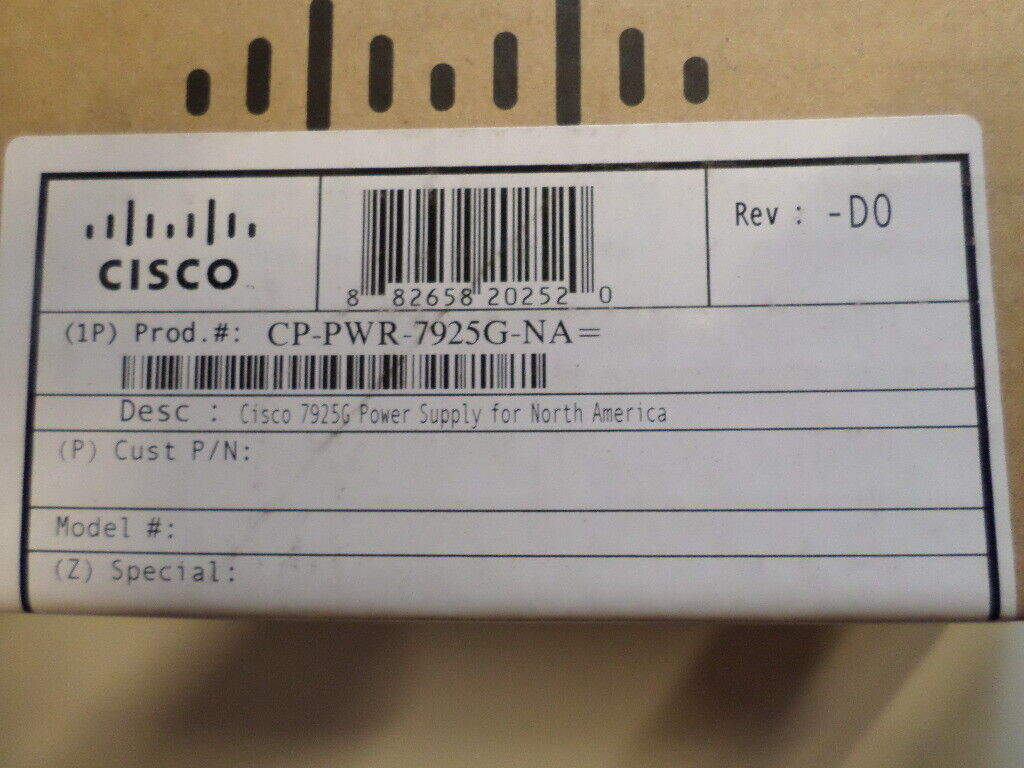 CISCO
8 82658 20252 0
Rev : -D0
(1P) Prod.#: CP-PWR-7925G-NA=
Desc : Cisco 7925G Power Supply for North America
(P) Cust P/N:
Model #:
(Z) Special: